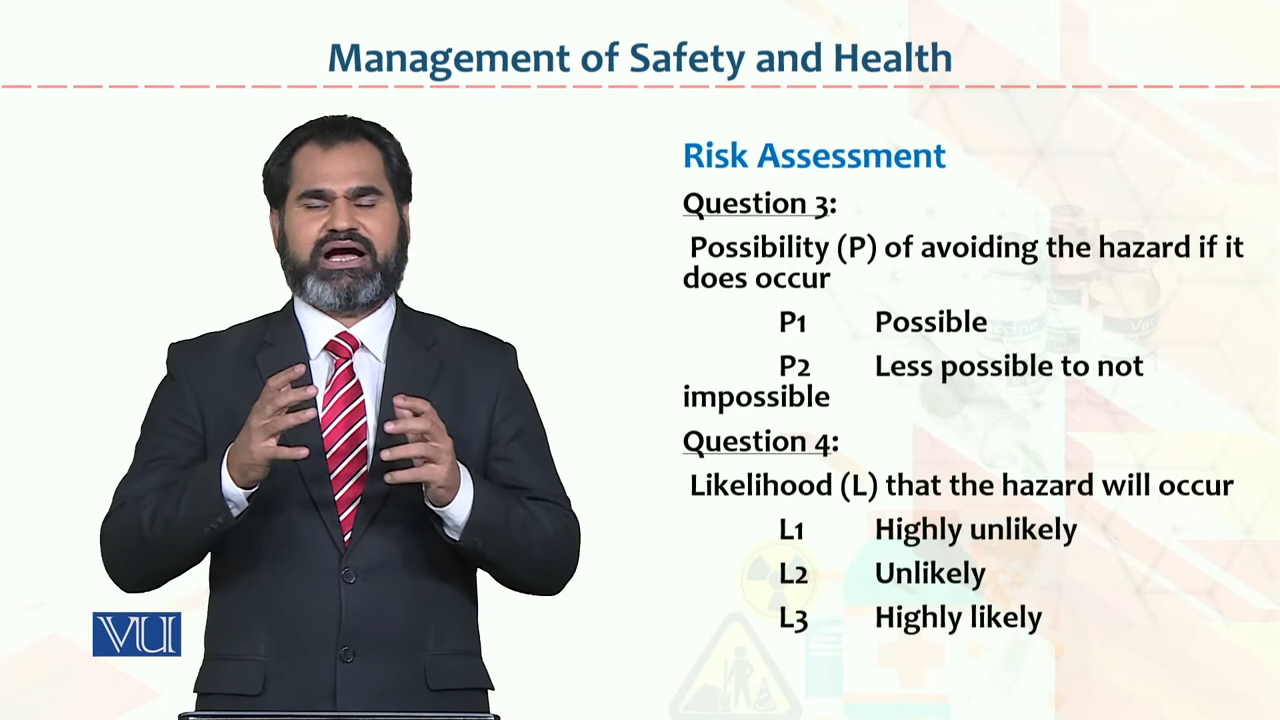 Management of Safety and Health
Risk Assessment
Question 3:
Possibility (P) of avoiding the hazard if it
does occur
P1 Possible
P2 Less possible to not
impossible
Question 4:
Likelihood (L) that the hazard will occur
L1 Highly unlikely
L2 Unlikely
L3 Highly likely
VU